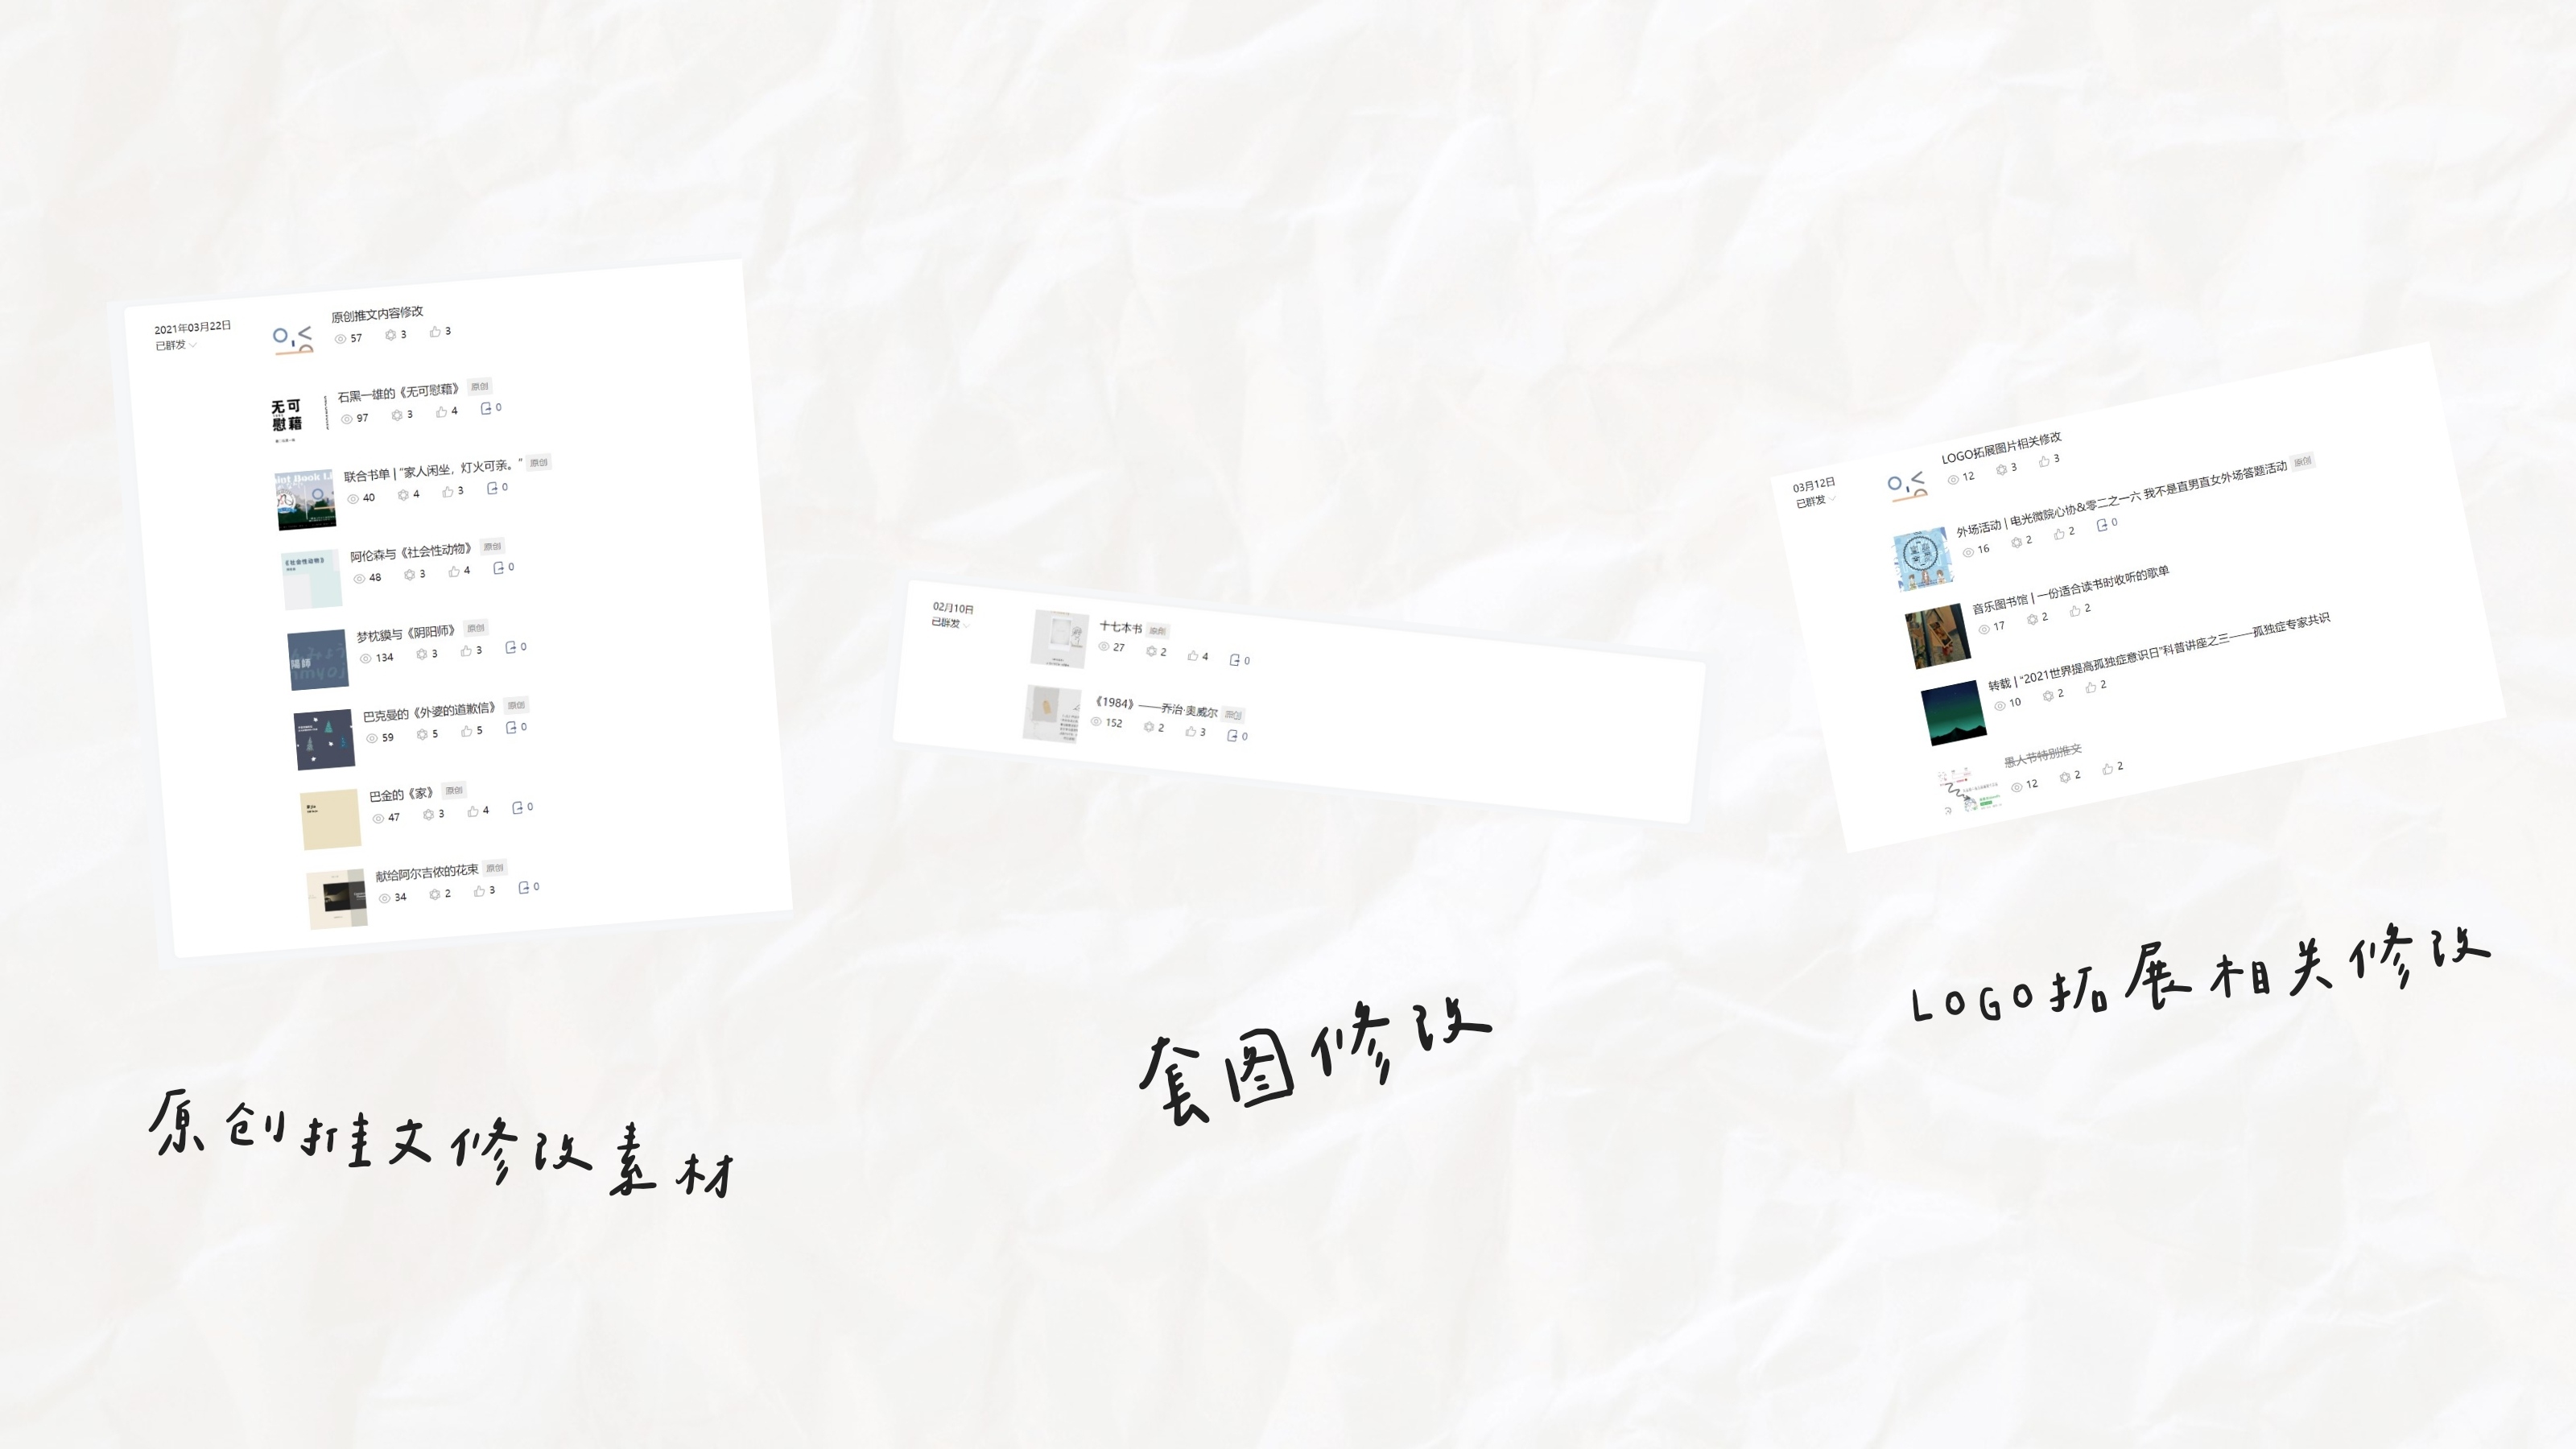 2021年03月22日
已群发
原创推文内容修改
57 3 3
无可慰藉
石黑一雄的《无可慰藉》 原创
97 3 4 0
联合书单 | “家人闲坐，灯火可亲。” 原创
40 4 3 0
《社会性动物》
阿伦森与《社会性动物》 原创
48 3 4 0
梦枕貘与《阴阳师》 原创
134 3 3 0
巴克曼的《外婆的道歉信》 原创
59 5 5 0
巴金的《家》 原创
47 3 4 0
献给阿尔吉侬的花束 原创
34 2 3 0
原创推文修改素材
02月10日
已群发
十七本书 原创
27 2 4 0
《1984》——乔治·奥威尔 原创
152 2 3 0
套图修改
03月12日
已群发
LOGO拓展图片相关修改
12 3 3
外场活动 | 电光微院心协&零二之一六 我不是直男直女外场答题活动 原创
16 2 2 0
音乐图书馆 | 一份适合读书时收听的歌单
17 2 2
转载 | “2021世界提高孤独症意识日”科普讲座之三——孤独症专家共识
10 2 2
愚人节特别推文
12 2 2
LOGO拓展相关修改